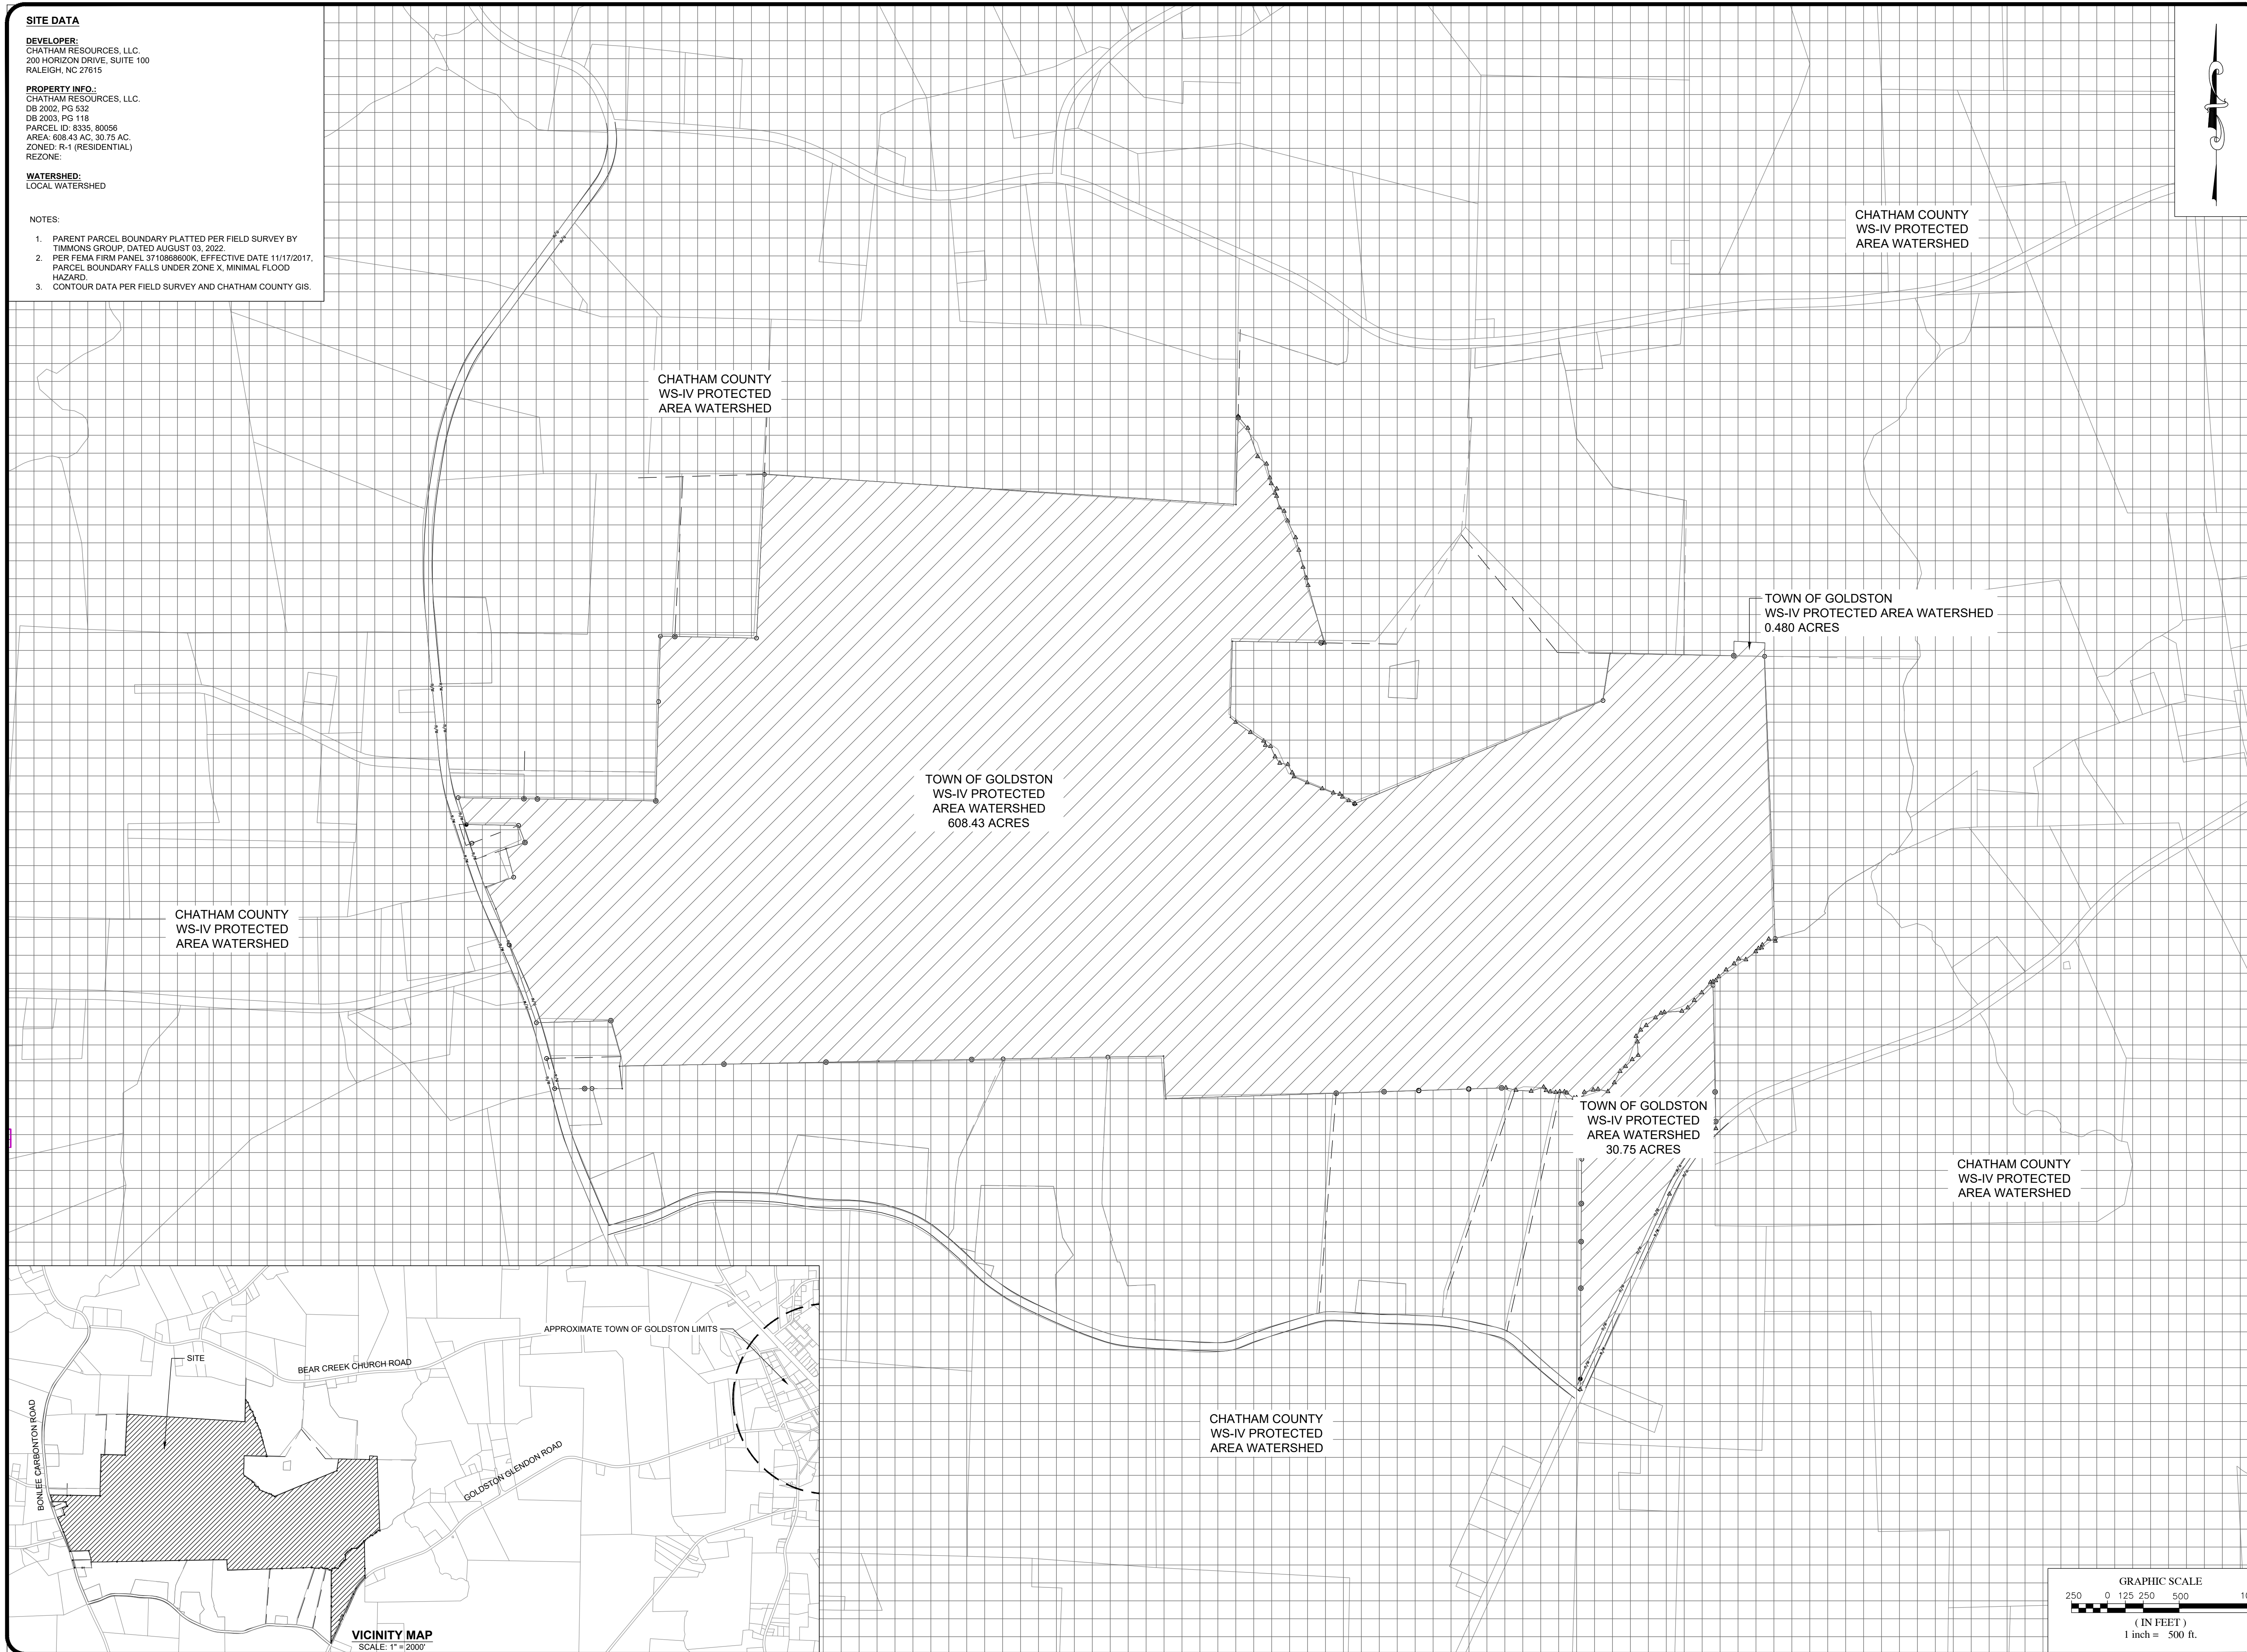 SITE DATA
DEVELOPER:
CHATHAM RESOURCES, LLC.
200 HORIZON DRIVE, SUITE 100
RALEIGH, NC 27615
PROPERTY INFO.:
CHATHAM RESOURCES, LLC.
DB 2002, PG 532
DB 2003, PG 118
PARCEL ID: 8335, 80056
AREA: 608.43 AC, 30.75 AC.
ZONED: R-1 (RESIDENTIAL)
REZONE:
WATERSHED:
LOCAL WATERSHED
NOTES:
1. PARENT PARCEL BOUNDARY PLATTED PER FIELD SURVEY BY
TIMMONS GROUP, DATED AUGUST 03, 2022.
2. PER FEMA FIRM PANEL 3710868600K, EFFECTIVE DATE 11/17/2017,
PARCEL BOUNDARY FALLS UNDER ZONE X, MINIMAL FLOOD
HAZARD.
3. CONTOUR DATA PER FIELD SURVEY AND CHATHAM COUNTY GIS.
CHATHAM COUNTY
WS-IV PROTECTED
AREA WATERSHED
CHATHAM COUNTY
WS-IV PROTECTED
AREA WATERSHED
TOWN OF GOLDSTON
WS-IV PROTECTED AREA WATERSHED
0.480 ACRES
TOWN OF GOLDSTON
WS-IV PROTECTED
AREA WATERSHED
608.43 ACRES
CHATHAM COUNTY
WS-IV PROTECTED
AREA WATERSHED
TOWN OF GOLDSTON
WS-IV PROTECTED
AREA WATERSHED
30.75 ACRES
CHATHAM COUNTY
WS-IV PROTECTED
AREA WATERSHED
CHATHAM COUNTY
WS-IV PROTECTED
AREA WATERSHED
APPROXIMATE TOWN OF GOLDSTON LIMITS
SITE
BEAR CREEK CHURCH ROAD
BONLEE CARBONTON ROAD
GOLDSTON GLENDON ROAD
VICINITY MAP
SCALE: 1" = 2000'
GRAPHIC SCALE
250 0 125 250 500
( IN FEET )
1 inch = 500 ft.